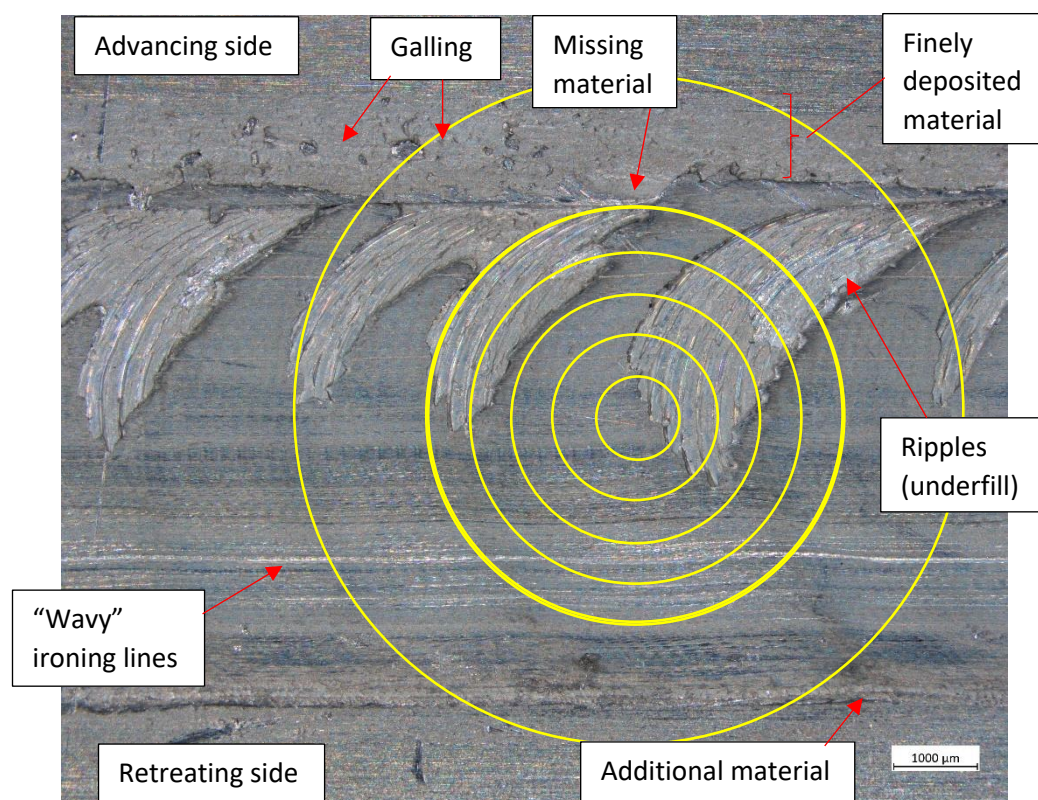 Advancing side
Galling
Missing
material
Finely
deposited
material
Ripples
(underfill)
“Wavy”
ironing lines
Retreating side
Additional material
1000 µm